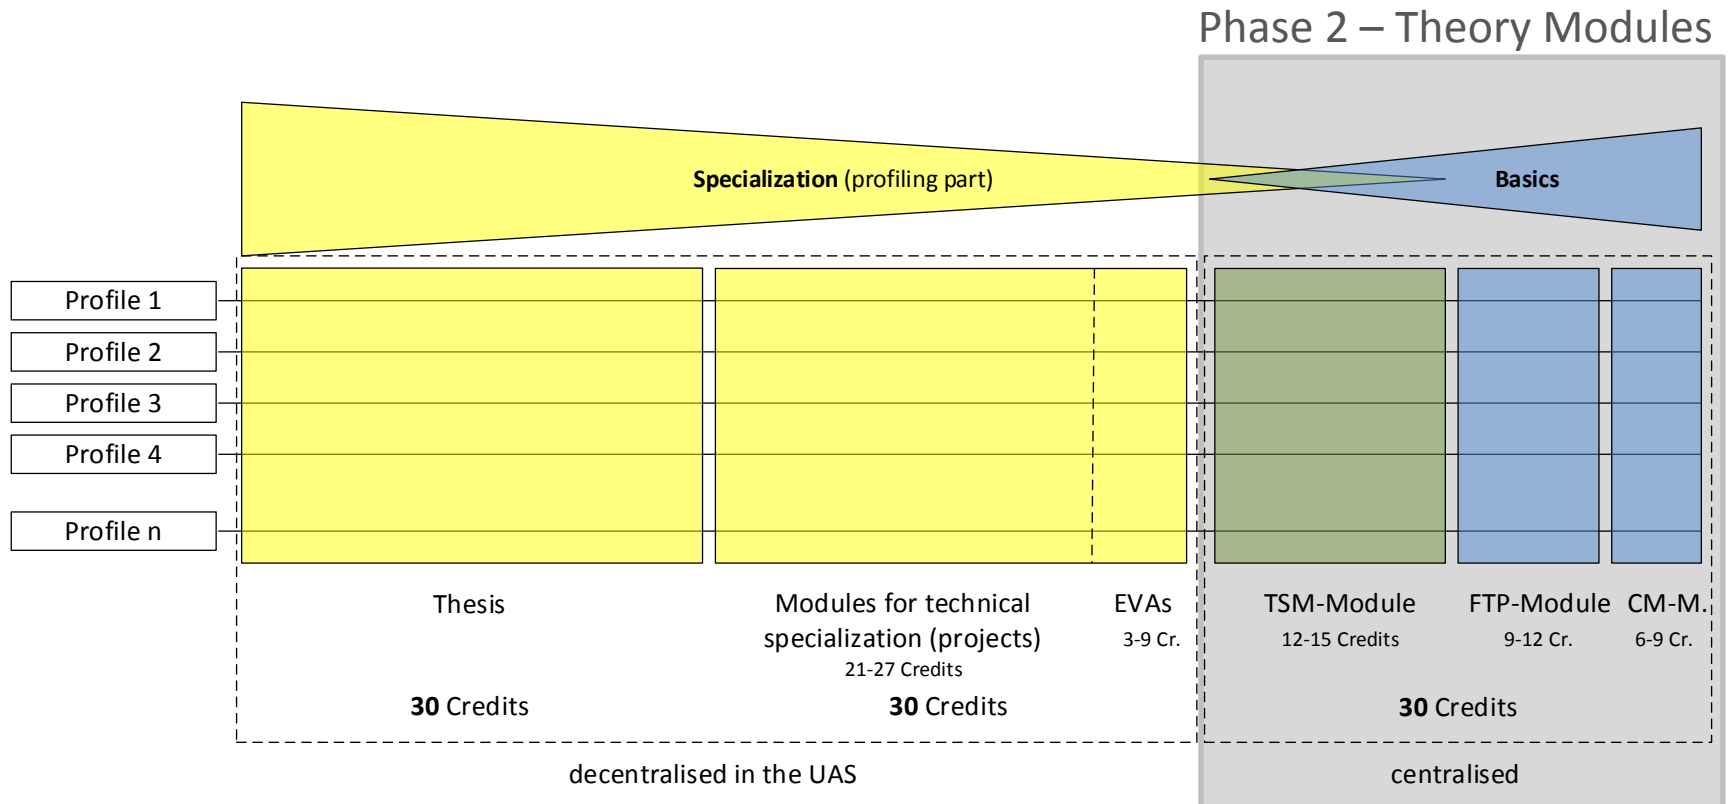 Phase 2 – Theory Modules
Specialization (profiling part)
Basics
Profile 1
Profile 2
Profile 3
Profile 4
Profile n
Thesis
Modules for technical
specialization (projects)
21-27 Credits
EVAs
3-9 Cr.
TSM-Module
12-15 Credits
FTP-Module
9-12 Cr.
CM-M.
6-9 Cr.
30 Credits
30 Credits
30 Credits
decentralised in the UAS
centralised